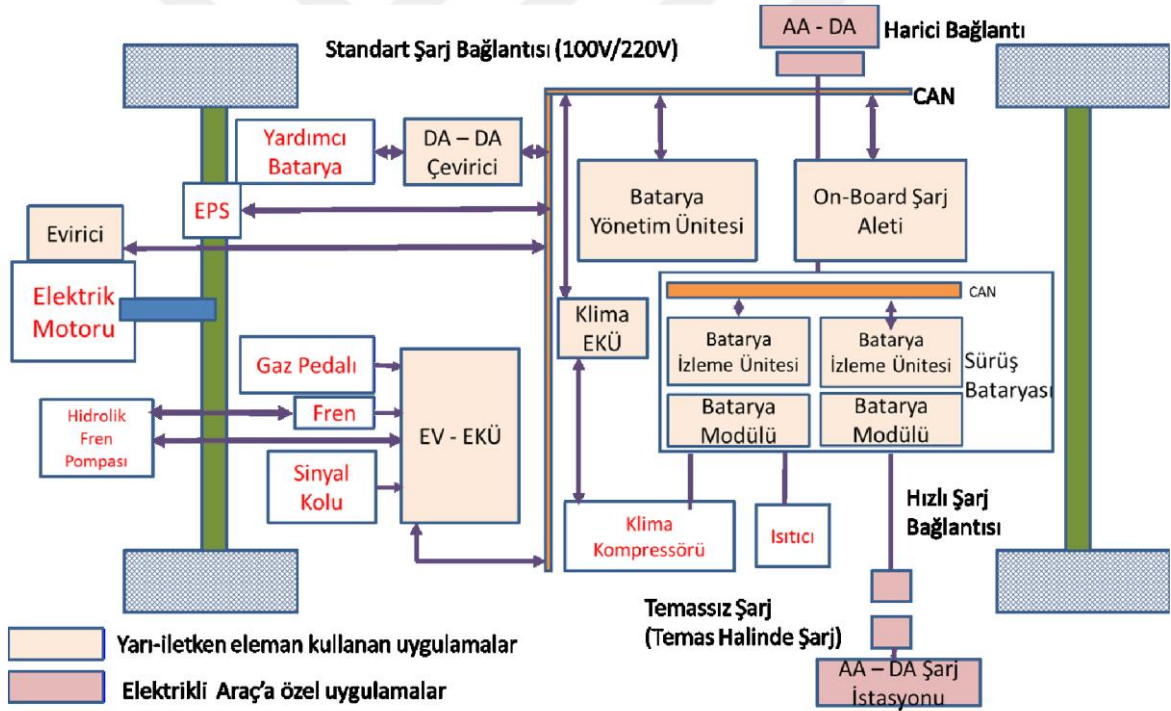 Standart Şarj Bağlantısı (100V/220V)
AA - DA
Harici Bağlantı
CAN
Yardımcı
Batarya
DA – DA
Çevirici
EPS
Evirici
Elektrik
Motoru
Batarya
Yönetim Ünitesi
On-Board Şarj
Aleti
CAN
Klima
EKÜ
Batarya
İzleme Ünitesi
Batarya
İzleme Ünitesi
Sürüş
Bataryası
Batarya
Modülü
Batarya
Modülü
Gaz Pedalı
Fren
Hidrolik
Fren
Pompası
EV - EKÜ
Sinyal
Kolu
Klima
Kompressörü
Isıtıcı
Hızlı Şarj
Bağlantısı
Temassız Şarj
(Temas Halinde Şarj)
AA – DA Şarj
İstasyonu
Yarı-iletken eleman kullanan uygulamalar
Elektrikli Araç'a özel uygulamalar